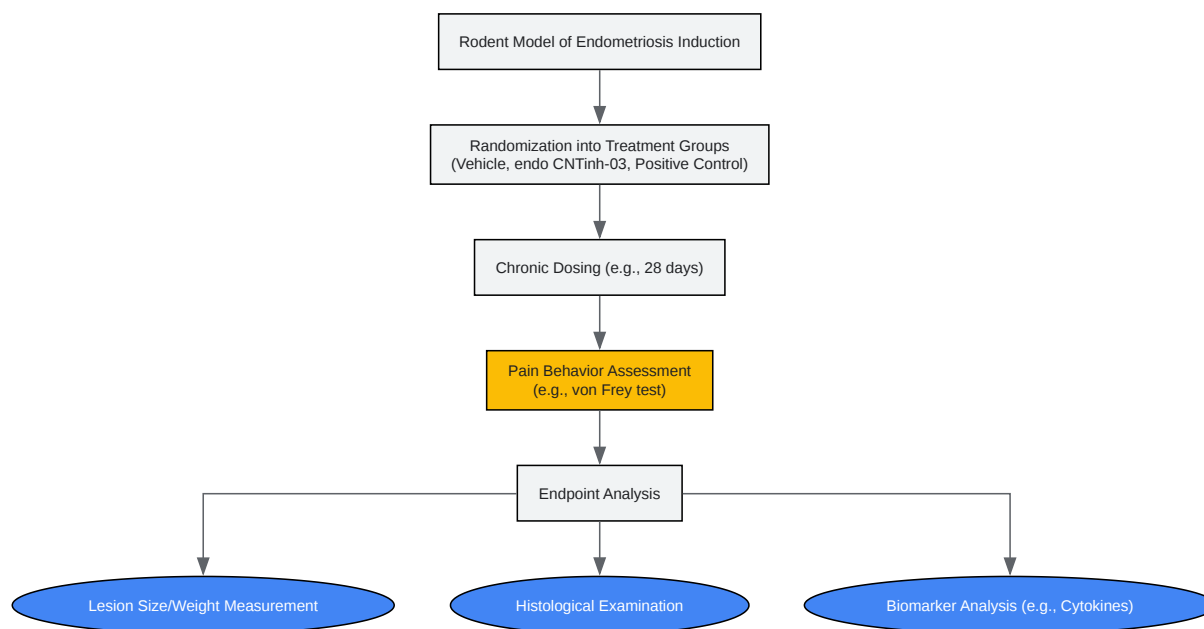 Rodent Model of Endometriosis Induction
Randomization into Treatment Groups
(Vehicle, endo CNTinh-03, Positive Control)
Chronic Dosing (e.g., 28 days)
Pain Behavior Assessment
(e.g., von Frey test)
Endpoint Analysis
Lesion Size/Weight Measurement
Histological Examination
Biomarker Analysis (e.g., Cytokines)